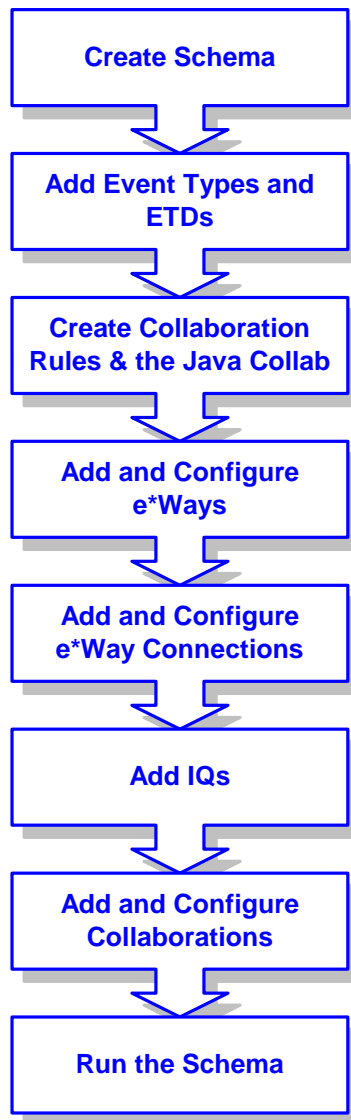 Create Schema
Add Event Types and
ETDs
Create Collaboration
Rules & the Java Collab
Add and Configure
e*Ways
Add and Configure
e*Way Connections
Add IQs
Add and Configure
Collaborations
Run the Schema